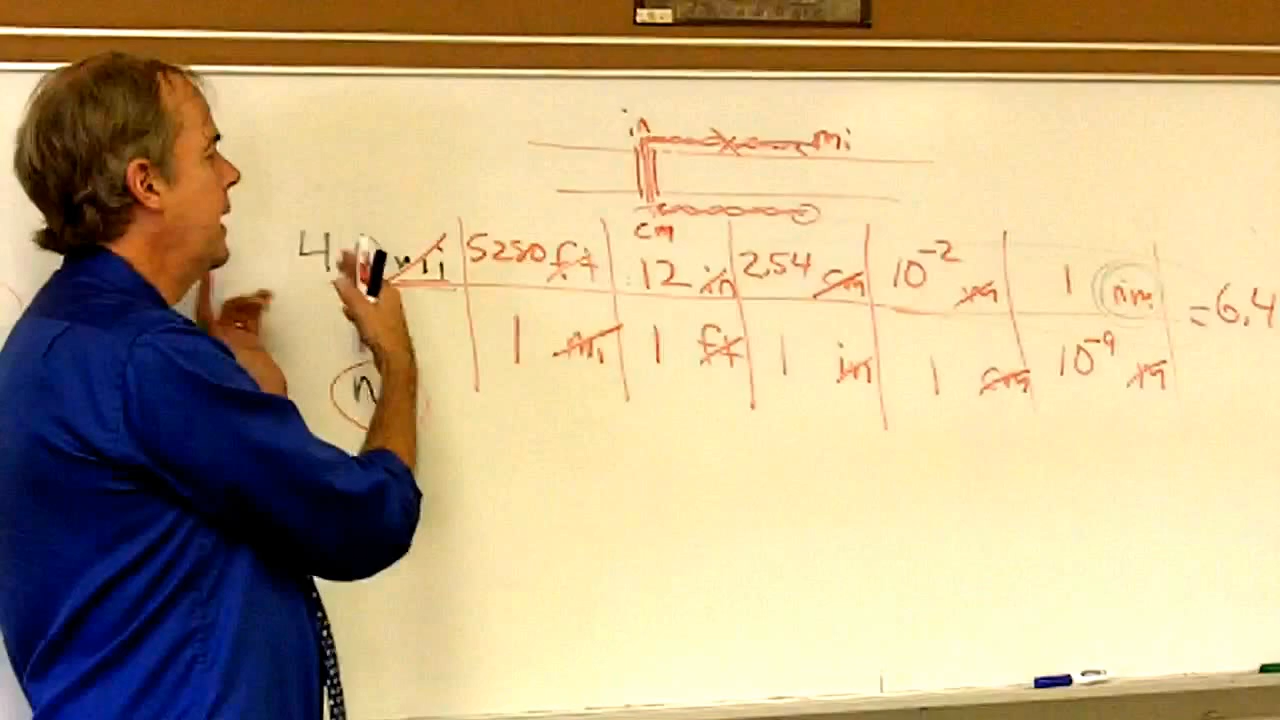 in mi
cm
4 mi 5280 ft 12 in 2.54 cm 10⁻² m 1 nm = 6.4
1 mi 1 ft 1 in 1 cm 10⁻⁹ m
n